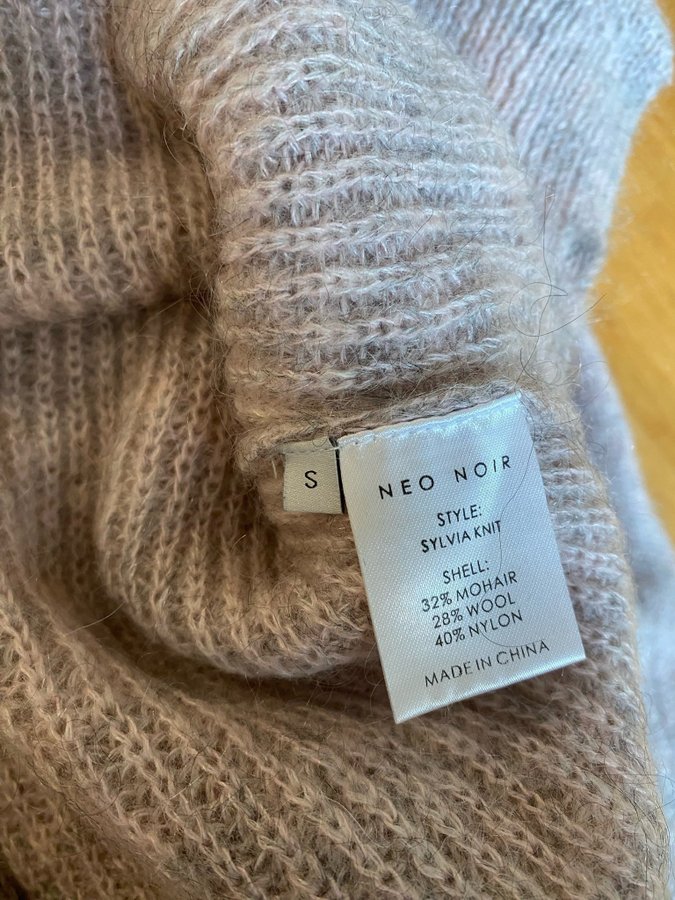 S
NEO NOIR
STYLE:
SYLVIA KNIT
SHELL:
32% MOHAIR
28% WOOL
40% NYLON
MADE IN CHINA